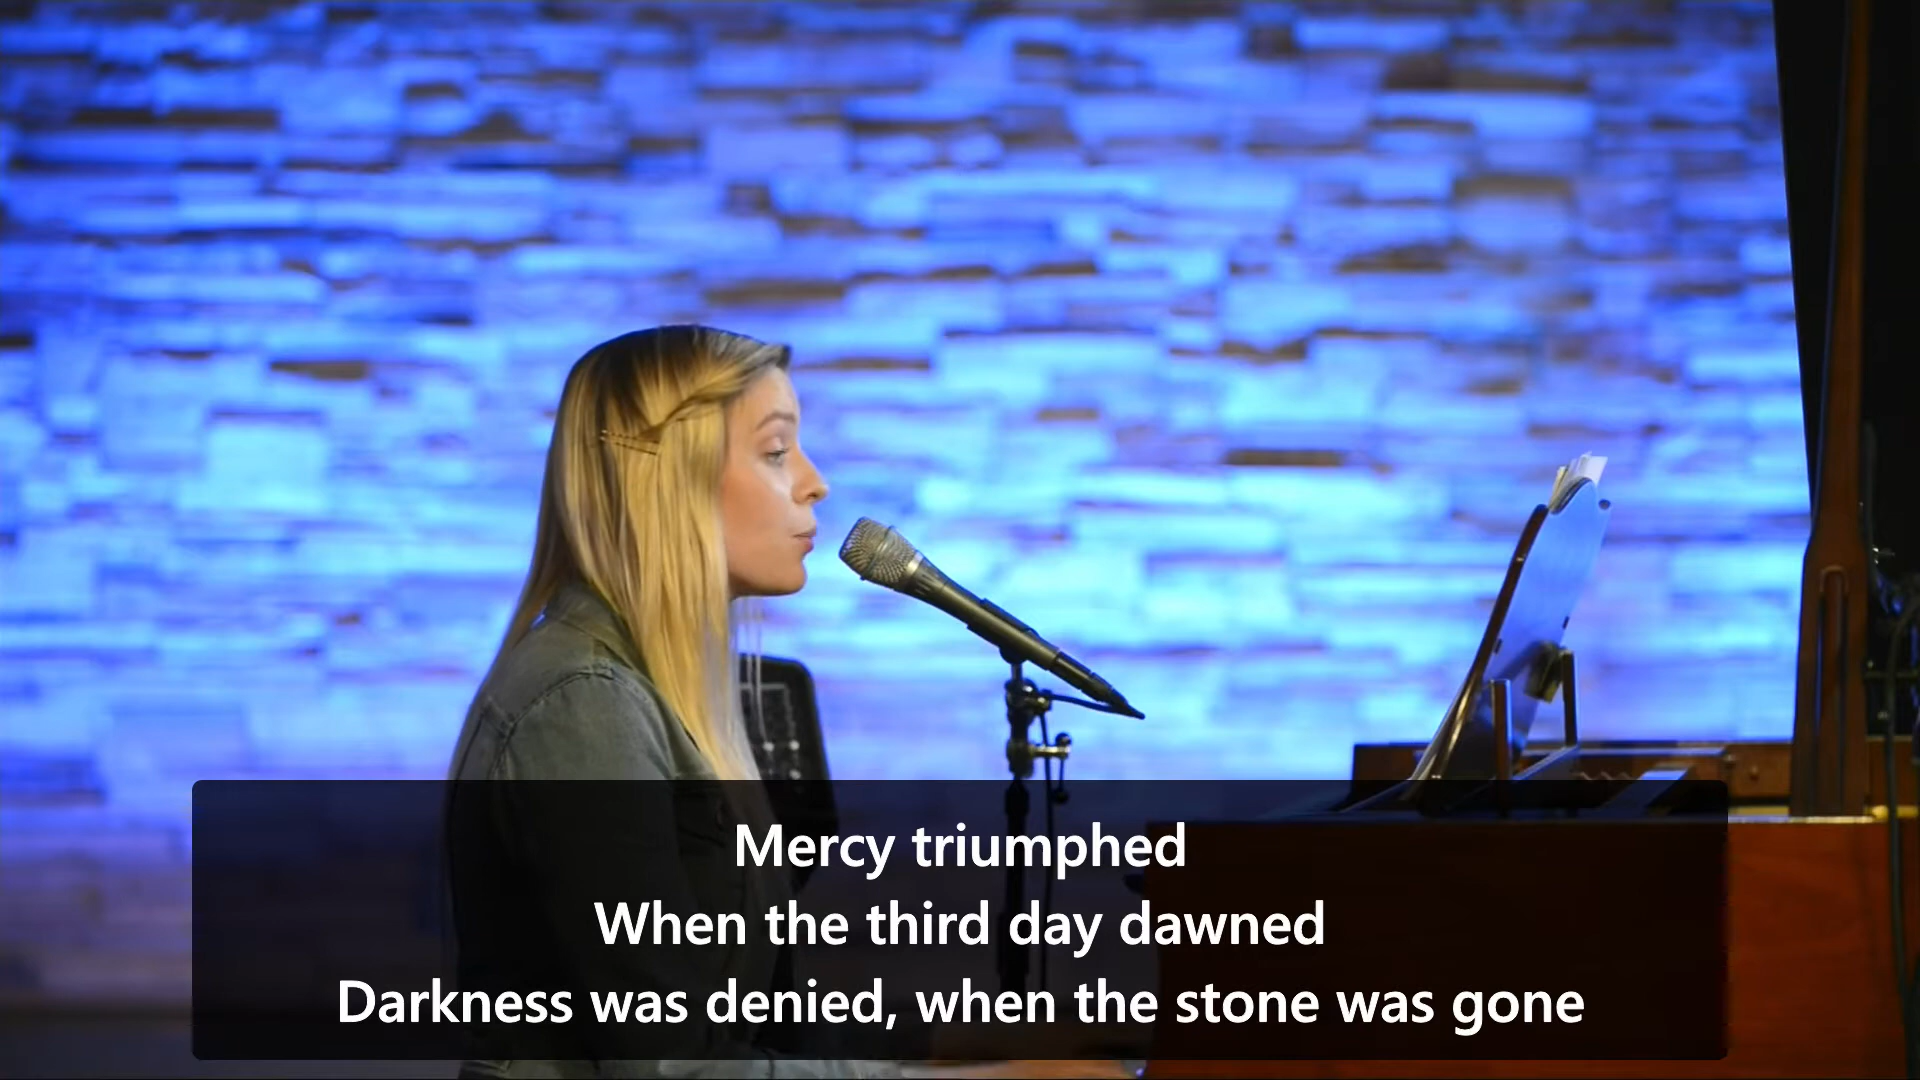 Mercy triumphed
When the third day dawned
Darkness was denied, when the stone was gone